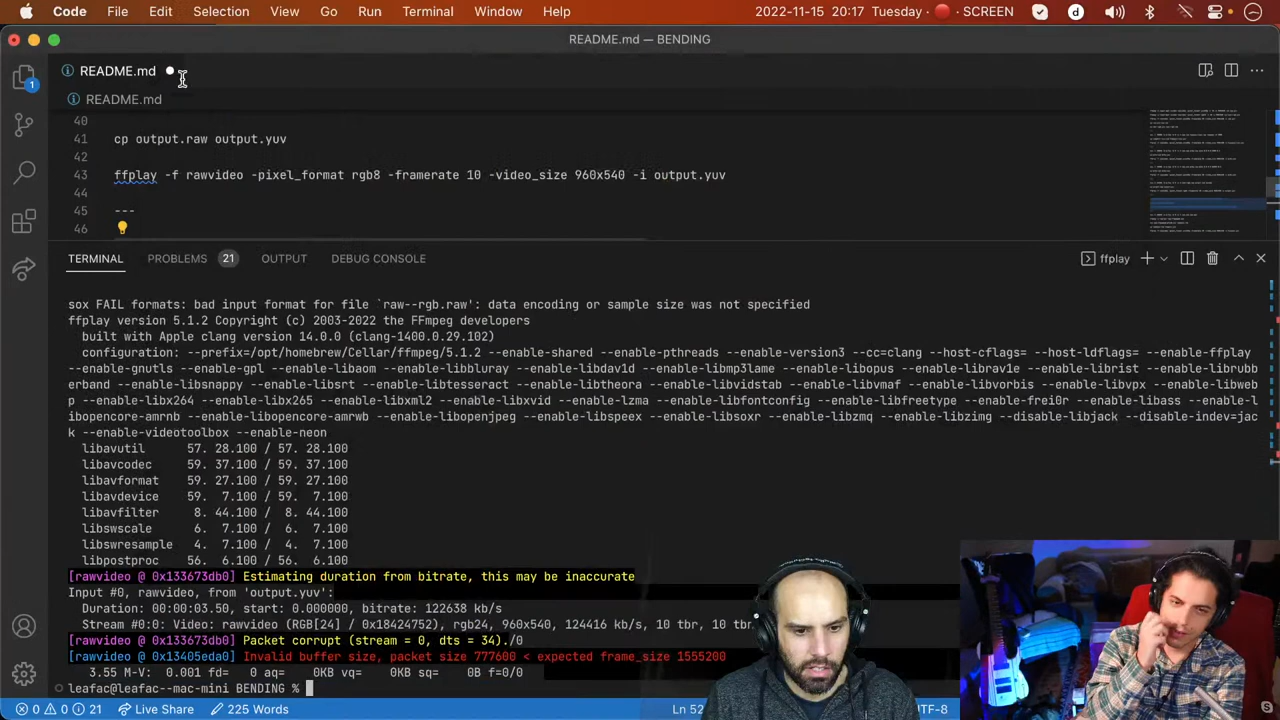 Code File Edit Selection View Go Run Terminal Window Help 2022-11-15 20:17 Tuesday SCREEN d
README.md — BENDING
README.md
README.md
40
41 cp output.raw output.yuv
42
43 ffplay -f rawvideo -pixel_format rgb8 -framerate 10 -video_size 960x540 -i output.yuv
44
45 ---
46
1
TERMINAL PROBLEMS 21 OUTPUT DEBUG CONSOLE ffplay
sox FAIL formats: bad input format for file `raw--rgb.raw': data encoding or sample size was not specified
ffplay version 5.1.2 Copyright (c) 2003-2022 the FFmpeg developers
built with Apple clang version 14.0.0 (clang-1400.0.29.102)
configuration: --prefix=/opt/homebrew/Cellar/ffmpeg/5.1.2 --enable-shared --enable-pthreads --enable-version3 --cc=clang --host-cflags= --host-ldflags= --enable-ffplay
--enable-gnutls --enable-gpl --enable-libaom --enable-libbluray --enable-libdav1d --enable-libmp3lame --enable-libopus --enable-librav1e --enable-librist --enable-librubb
erband --enable-libsnappy --enable-libsrt --enable-libtesseract --enable-libtheora --enable-libvidstab --enable-libvmaf --enable-libvorbis --enable-libvpx --enable-libweb
p --enable-libx264 --enable-libx265 --enable-libxml2 --enable-libxvid --enable-lzma --enable-libfontconfig --enable-libfreetype --enable-frei0r --enable-libass --enable-l
ibopencore-amrnb --enable-libopencore-amrwb --enable-libopenjpeg --enable-libspeex --enable-libsoxr --enable-libzmq --enable-libzimg --disable-libjack --disable-indev=jac
k --enable-videotoolbox --enable-neon
libavutil 57. 28.100 / 57. 28.100
libavcodec 59. 37.100 / 59. 37.100
libavformat 59. 27.100 / 59. 27.100
libavdevice 59. 7.100 / 59. 7.100
libavfilter 8. 44.100 / 8. 44.100
libswscale 6. 7.100 / 6. 7.100
libswresample 4. 7.100 / 4. 7.100
libpostproc 56. 6.100 / 56. 6.100
[rawvideo @ 0x133673db0] Estimating duration from bitrate, this may be inaccurate
Input #0, rawvideo, from 'output.yuv':
Duration: 00:00:03.50, start: 0.000000, bitrate: 122638 kb/s
Stream #0:0: Video: rawvideo (RGB[24] / 0x18424752), rgb24, 960x540, 124416 kb/s, 10 tbr, 10 tbn
[rawvideo @ 0x133673db0] Packet corrupt (stream = 0, dts = 34)./0
[rawvideo @ 0x13405eda0] Invalid buffer size, packet size 777600 < expected frame_size 1555200
3.55 M-V: 0.001 fd= 0 aq= 0KB vq= 0KB sq= 0B f=0/0
leafac@leafac--mac-mini BENDING %
0 0 21 Live Share 225 Words Ln 52 UTF-8